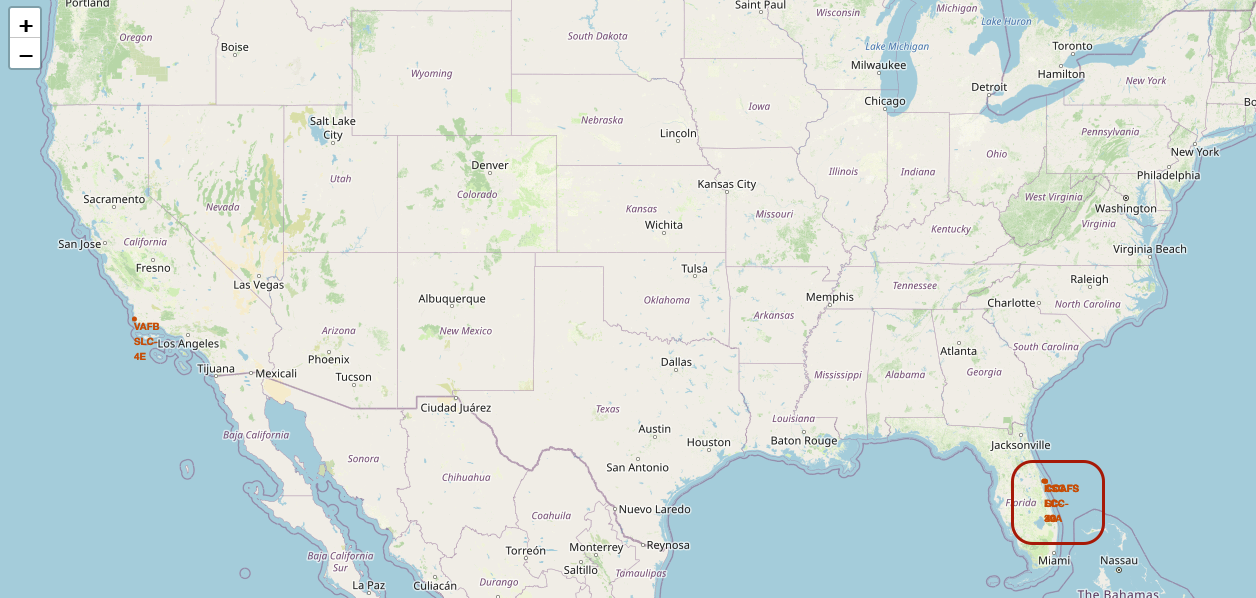 +
−
Portland
Oregon
Boise
South Dakota
Saint Paul
Wisconsin
Michigan
Lake Huron
Lake Michigan
Toronto
Milwaukee
Hamilton
Wyoming
New York
Detroit
Chicago
Iowa
Nebraska
Salt Lake
City
Lincoln
Pennsylvania
New York
Ohio
Denver
Utah
Colorado
Illinois
Indiana
Philadelphia
Kansas City
Sacramento
Nevada
Kansas
Missouri
West Virginia
Washington
Wichita
Kentucky
Virginia
San Jose
California
Virginia Beach
Fresno
Las Vegas
Tulsa
Raleigh
Tennessee
Albuquerque
Oklahoma
Memphis
Charlotte
North Carolina
Arkansas
VAFB
SLC-
4E
Los Angeles
Arizona
New Mexico
Atlanta
South Carolina
Phoenix
Dallas
Tijuana
Mexicali
Tucson
Mississippi
Alabama
Georgia
Ciudad Juárez
Texas
Louisiana
Austin
Baja California
Houston
Baton Rouge
Jacksonville
Sonora
San Antonio
Chihuahua
Florida
Nuevo Laredo
Coahuila
Reynosa
Torreón
Monterrey
Baja California
Sur
Miami
Nassau
Saltillo
Tamaulipas
La Paz
Culiacán
Durango
The Bahamas